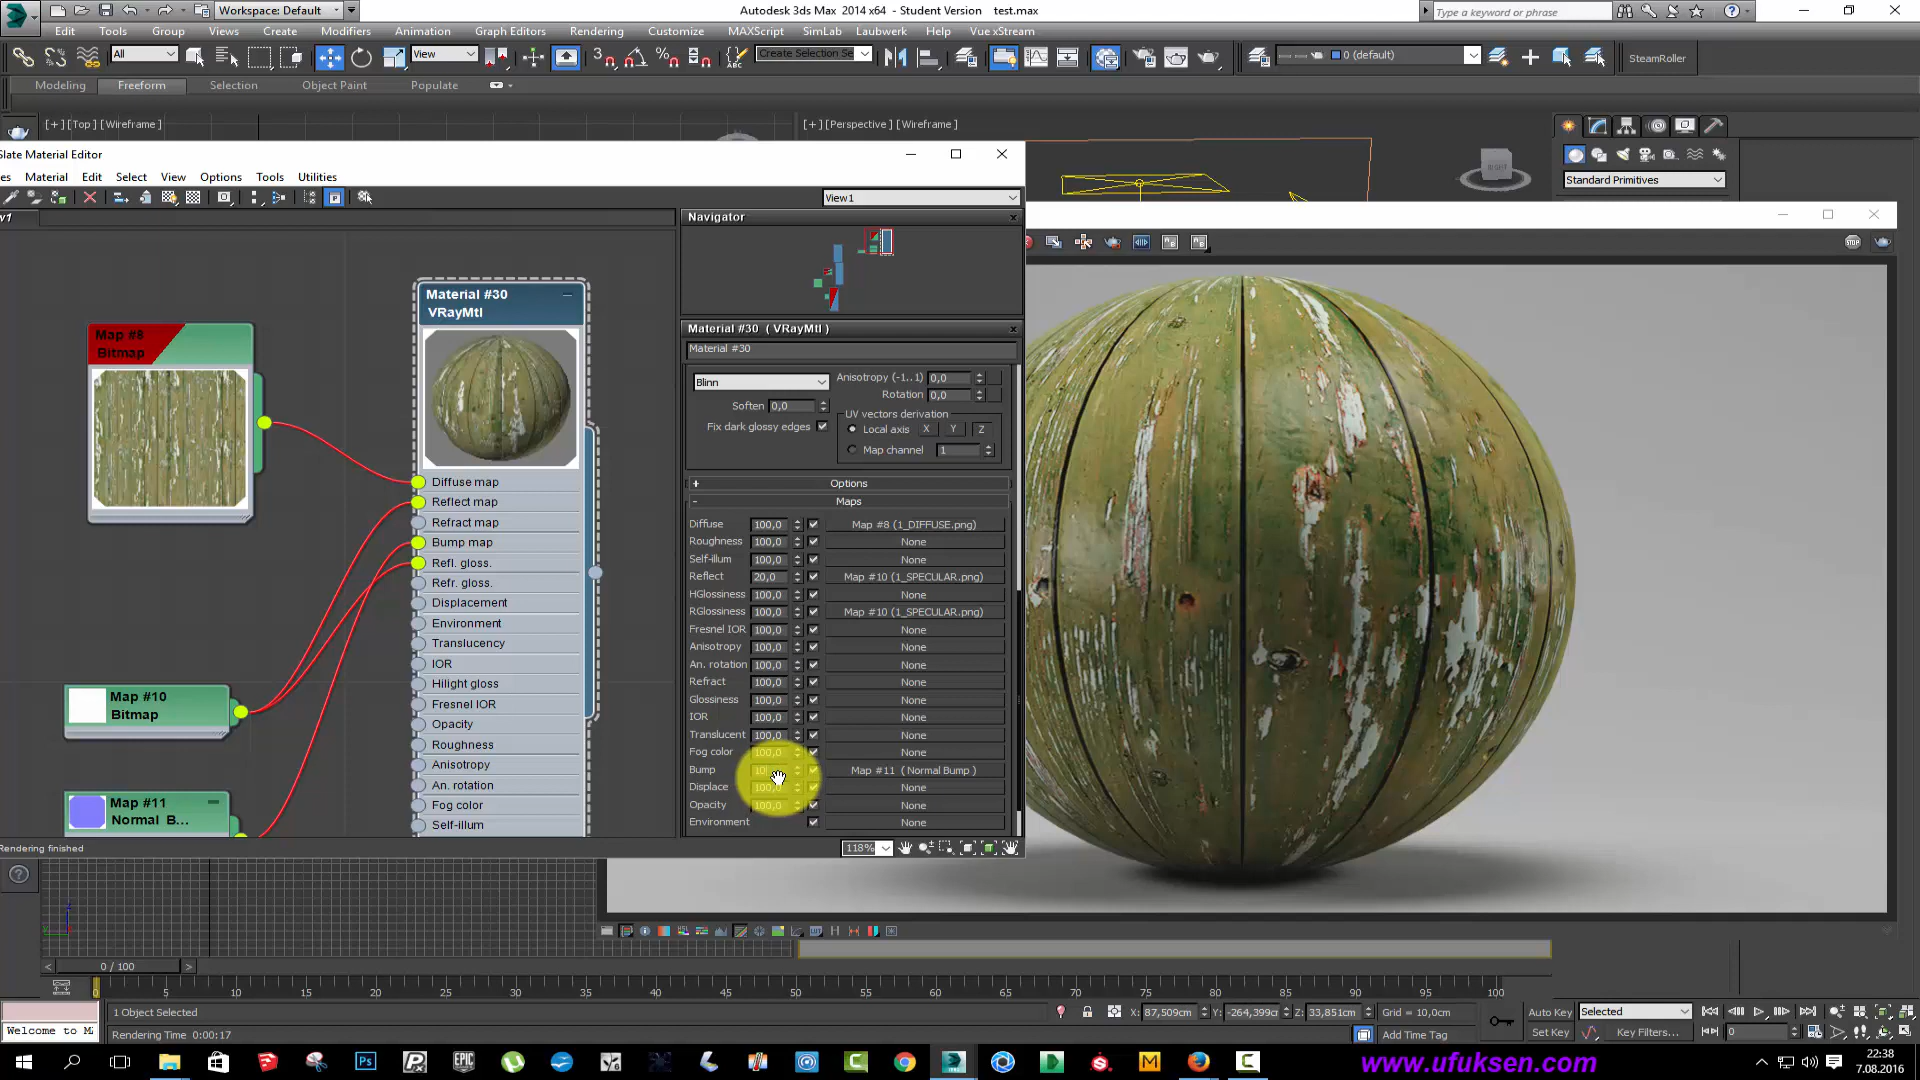 Workspace: Default
Autodesk 3ds Max 2014 x64 - Student Version test.max
Type a keyword or phrase
Edit Tools Group Views Create Modifiers Animation Graph Editors Rendering Customize MAXScript SimLab Laubwerk Help Vue xStream
All
View
Create Selection Se
0 (default)
SteamRoller
Modeling Freeform Selection Object Paint Populate
[+] [Top] [Wireframe]
[+] [Perspective] [Wireframe]
RIGHT
Standard Primitives
Slate Material Editor
es Material Edit Select View Options Tools Utilities
View1
w1
Navigator
Map #8
Bitmap
Material #30
VRayMtl
Diffuse map
Reflect map
Refract map
Bump map
Refl. gloss.
Refr. gloss.
Displacement
Environment
Translucency
IOR
Hilight gloss
Fresnel IOR
Opacity
Roughness
Anisotropy
An. rotation
Fog color
Self-illum
Map #10
Bitmap
Map #11
Normal B...
Material #30 ( VRayMtl )
Material #30
Blinn
Anisotropy (-1..1) 0,0
Rotation 0,0
Soften 0,0
UV vectors derivation
Fix dark glossy edges
Local axis X Y Z
Map channel 1
+ Options
- Maps
Diffuse 100,0 Map #8 (1_DIFFUSE.png)
Roughness 100,0 None
Self-illum 100,0 None
Reflect 20,0 Map #10 (1_SPECULAR.png)
HGlossiness 100,0 None
RGlossiness 100,0 Map #10 (1_SPECULAR.png)
Fresnel IOR 100,0 None
Anisotropy 100,0 None
An. rotation 100,0 None
Refract 100,0 None
Glossiness 100,0 None
IOR 100,0 None
Translucent 100,0 None
Fog color 100,0 None
Bump 10 Map #11 ( Normal Bump )
Displace 100,0 None
Opacity 100,0 None
Environment None
Rendering finished
118%
STOP
0 / 100
5 10 15 20 25 30 35 40 45 50 55 60 65 70 75 80 85 90 95 100
1 Object Selected
X: 87,509cm Y: -264,399cr Z: 33,851cm Grid = 10,0cm
Auto Key Selected
Welcome to M
Rendering Time 0:00:17
Add Time Tag
Set Key Key Filters... 0
www.ufuksen.com
22:38
7.08.2016